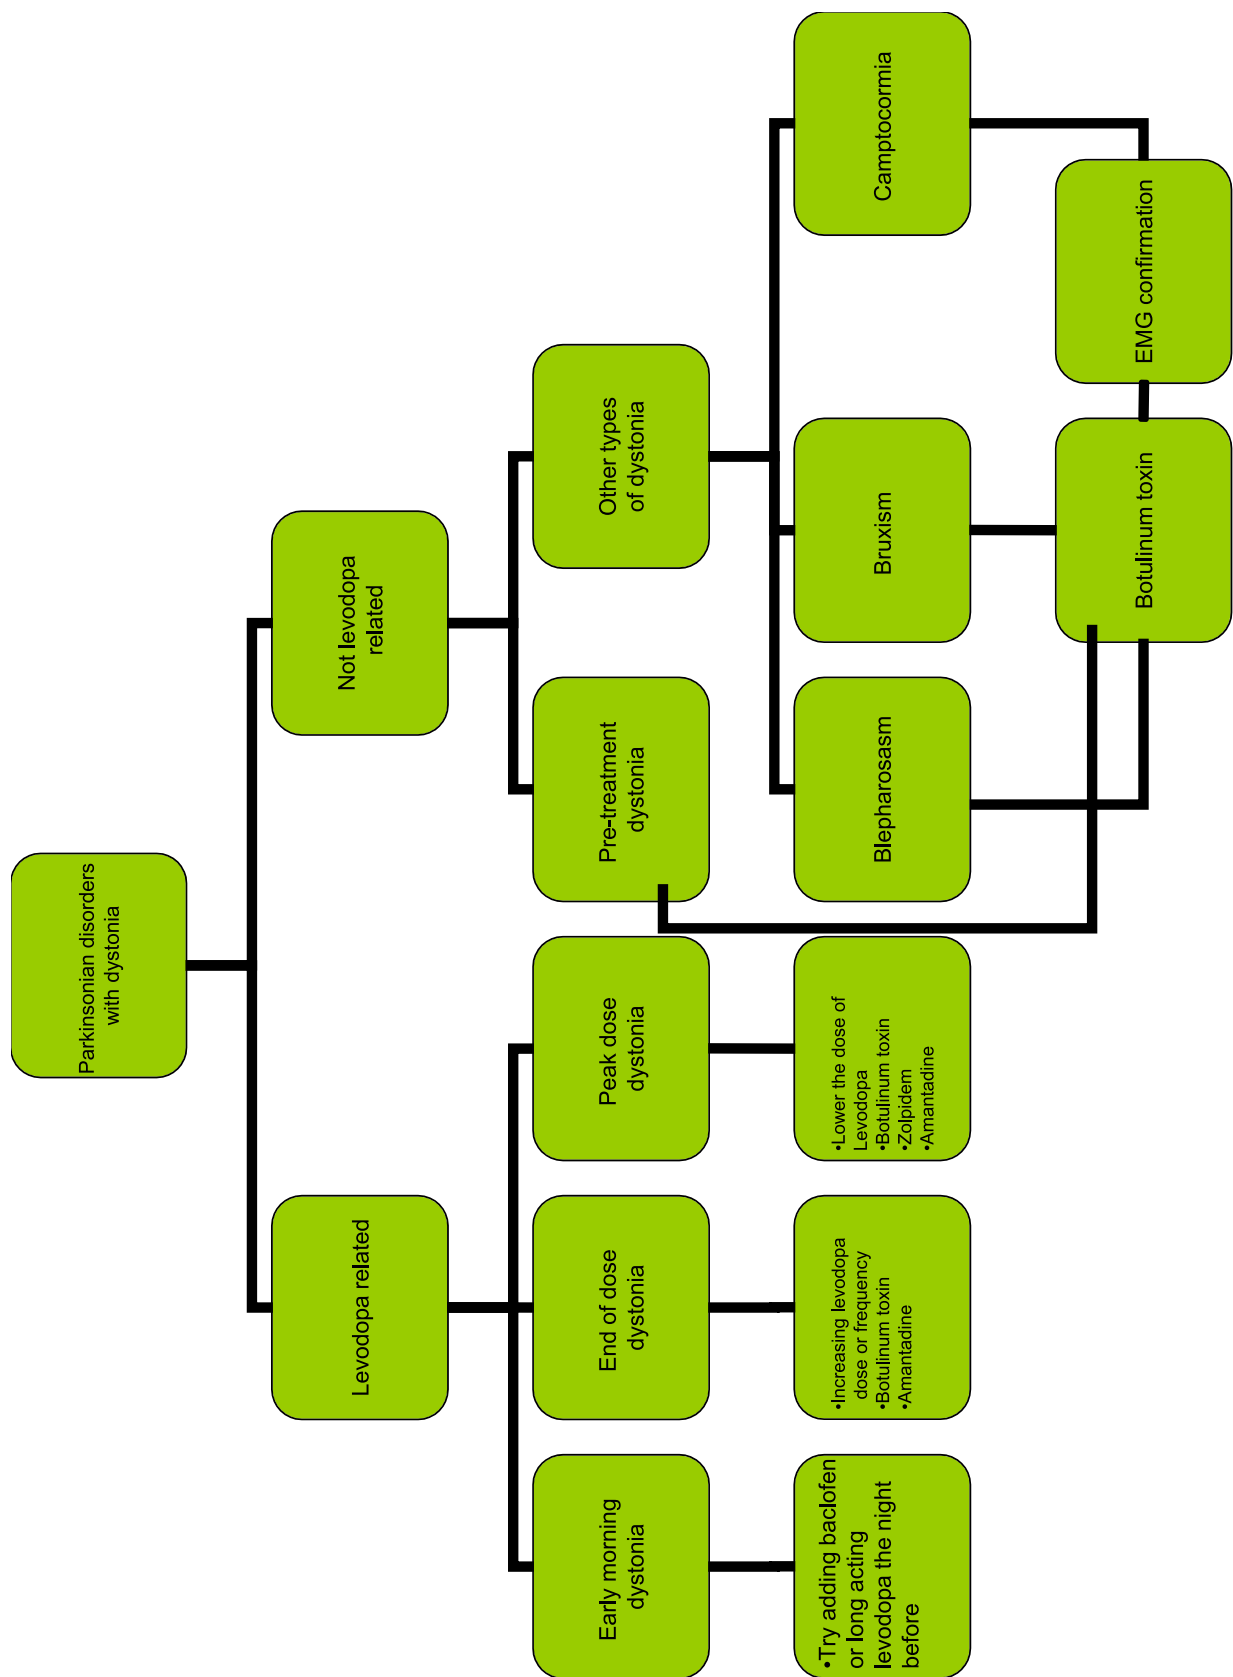 Parkinsonian disorders
with dystonia
Levodopa related
Not levodopa
related
Early morning
dystonia
End of dose
dystonia
Peak dose
dystonia
Pre-treatment
dystonia
Other types
of dystonia
•Try adding baclofen
or long acting
levodopa the night
before
•Increasing levodopa
dose or frequency
•Botulinum toxin
•Amantadine
•Lower the dose of
Levodopa
•Botulinum toxin
•Zolpidem
•Amantadine
Blepharosasm
Bruxism
Camptocormia
Botulinum toxin
EMG confirmation